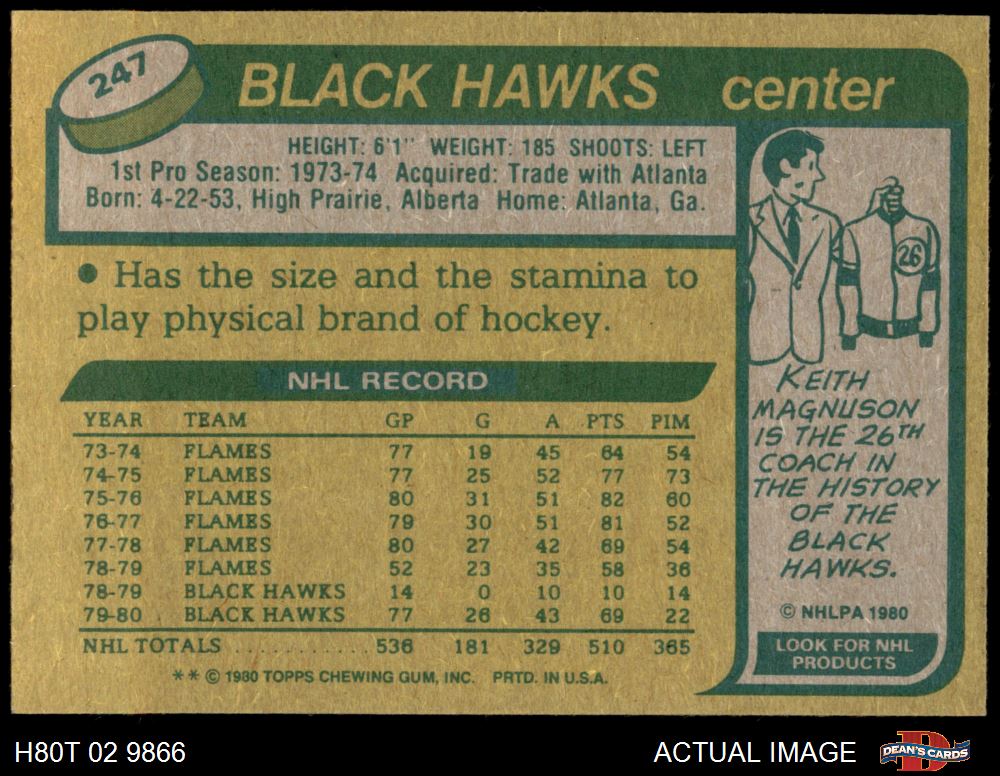 247
BLACK HAWKS center
HEIGHT: 6'1" WEIGHT: 185 SHOOTS: LEFT
1st Pro Season: 1973-74 Acquired: Trade with Atlanta
Born: 4-22-53, High Prairie, Alberta Home: Atlanta, Ga.
● Has the size and the stamina to
play physical brand of hockey.
NHL RECORD
YEAR TEAM GP G A PTS PIM
73-74 FLAMES 77 19 45 64 54
74-75 FLAMES 77 25 52 77 73
75-76 FLAMES 80 31 51 82 60
76-77 FLAMES 79 30 51 81 52
77-78 FLAMES 80 27 42 69 54
78-79 FLAMES 52 23 35 58 36
78-79 BLACK HAWKS 14 0 10 10 14
79-80 BLACK HAWKS 77 26 43 69 22
NHL TOTALS ............ 536 181 329 510 365
** © 1980 TOPPS CHEWING GUM, INC. PRTD. IN U.S.A.
26
KEITH
MAGNUSON
IS THE 26TH
COACH IN
THE HISTORY
OF THE
BLACK
HAWKS.
© NHLPA 1980
LOOK FOR NHL
PRODUCTS
H80T 02 9866
ACTUAL IMAGE
D
DEAN'S CARDS